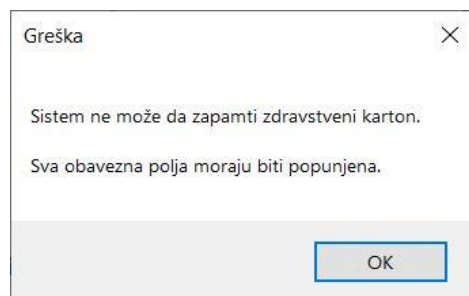 Greška
Sistem ne može da zapamti zdravstveni karton.
Sva obavezna polja moraju biti popunjena.
OK